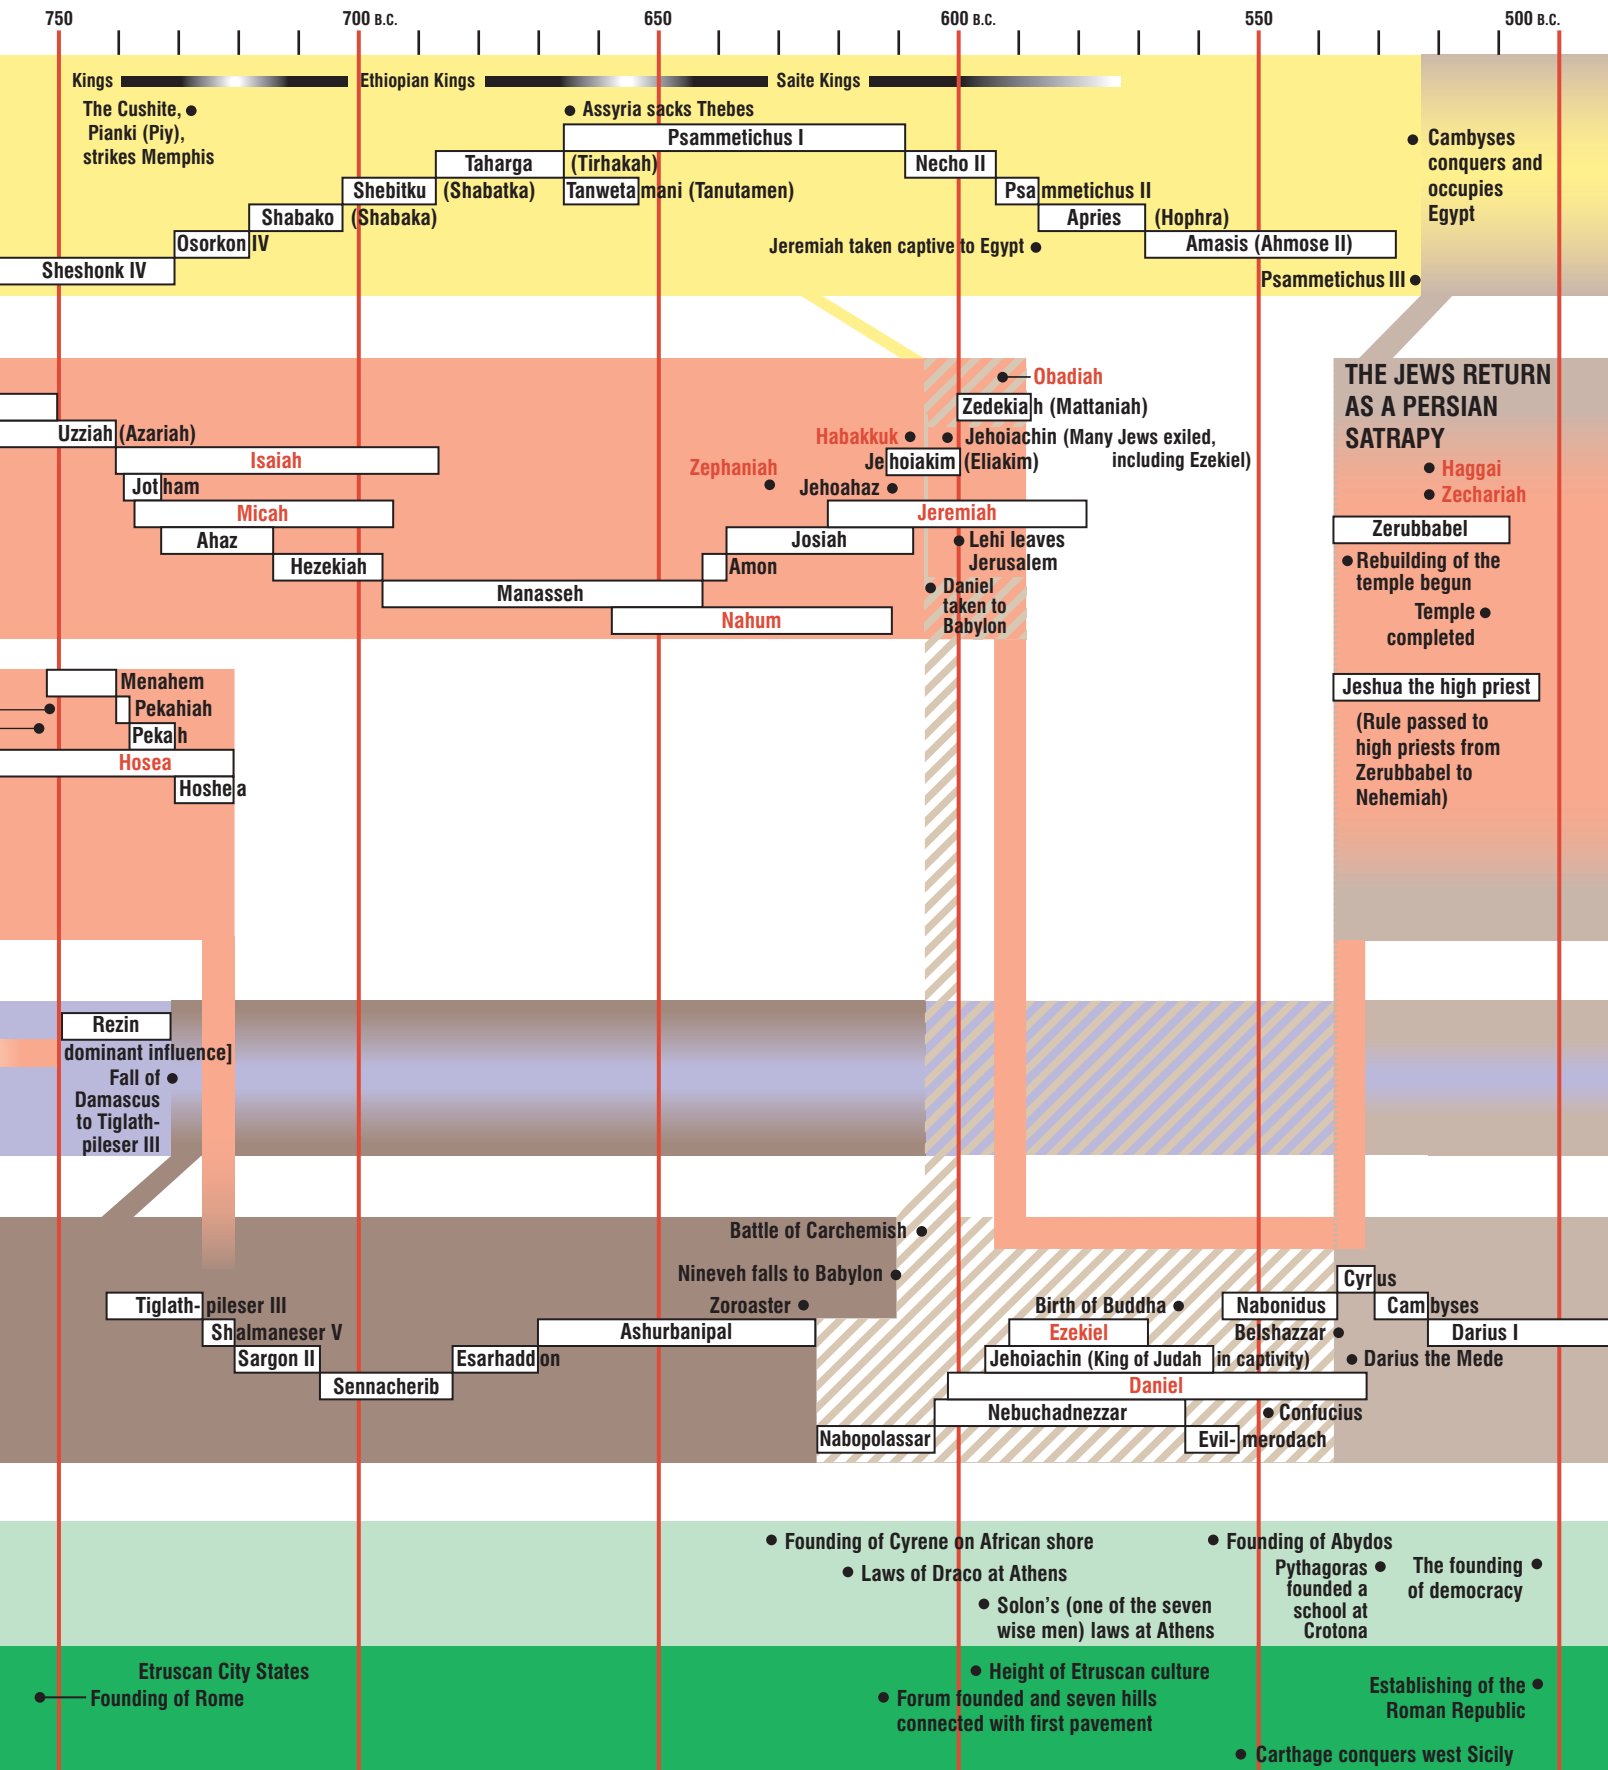 750 700 B.C. 650 600 B.C. 550 500 B.C.
Kings Ethiopian Kings Saite Kings
The Cushite,
Pianki (Piy),
strikes Memphis
Assyria sacks Thebes
Psammetichus I
Taharga (Tirhakah)
Necho II
Shebitku (Shabatka)
Tanwetamani (Tanutamen)
Psammetichus II
Shabako (Shabaka)
Apries (Hophra)
Osorkon IV
Jeremiah taken captive to Egypt
Amasis (Ahmose II)
Sheshonk IV
Psammetichus III
Cambyses
conquers and
occupies
Egypt
Obadiah
Zedekiah (Mattaniah)
Uzziah (Azariah)
Habakkuk
Jehoiachin (Many Jews exiled,
including Ezekiel)
Isaiah
Jehoiakim (Eliakim)
Zephaniah
Jotham
Jehoahaz
Micah
Jeremiah
Ahaz
Josiah
Lehi leaves
Jerusalem
Hezekiah
Amon
Manasseh
Daniel
taken to
Babylon
Nahum
THE JEWS RETURN
AS A PERSIAN
SATRAPY
Haggai
Zechariah
Zerubbabel
Rebuilding of the
temple begun
Temple
completed
Jeshua the high priest
(Rule passed to
high priests from
Zerubbabel to
Nehemiah)
Menahem
Pekahiah
Pekah
Hosea
Hoshea
Rezin
dominant influence]
Fall of
Damascus
to Tiglath-
pileser III
Battle of Carchemish
Nineveh falls to Babylon
Cyrus
Tiglath-pileser III
Zoroaster
Birth of Buddha
Nabonidus
Cambyses
Shalmaneser V
Ashurbanipal
Ezekiel
Belshazzar
Darius I
Sargon II
Esarhaddon
Jehoiachin (King of Judah in captivity)
Darius the Mede
Sennacherib
Daniel
Nebuchadnezzar
Confucius
Nabopolassar
Evil-merodach
Founding of Cyrene on African shore
Founding of Abydos
Laws of Draco at Athens
Pythagoras
founded a
school at
Crotona
The founding
of democracy
Solon's (one of the seven
wise men) laws at Athens
Etruscan City States
Height of Etruscan culture
Founding of Rome
Forum founded and seven hills
connected with first pavement
Establishing of the
Roman Republic
Carthage conquers west Sicily